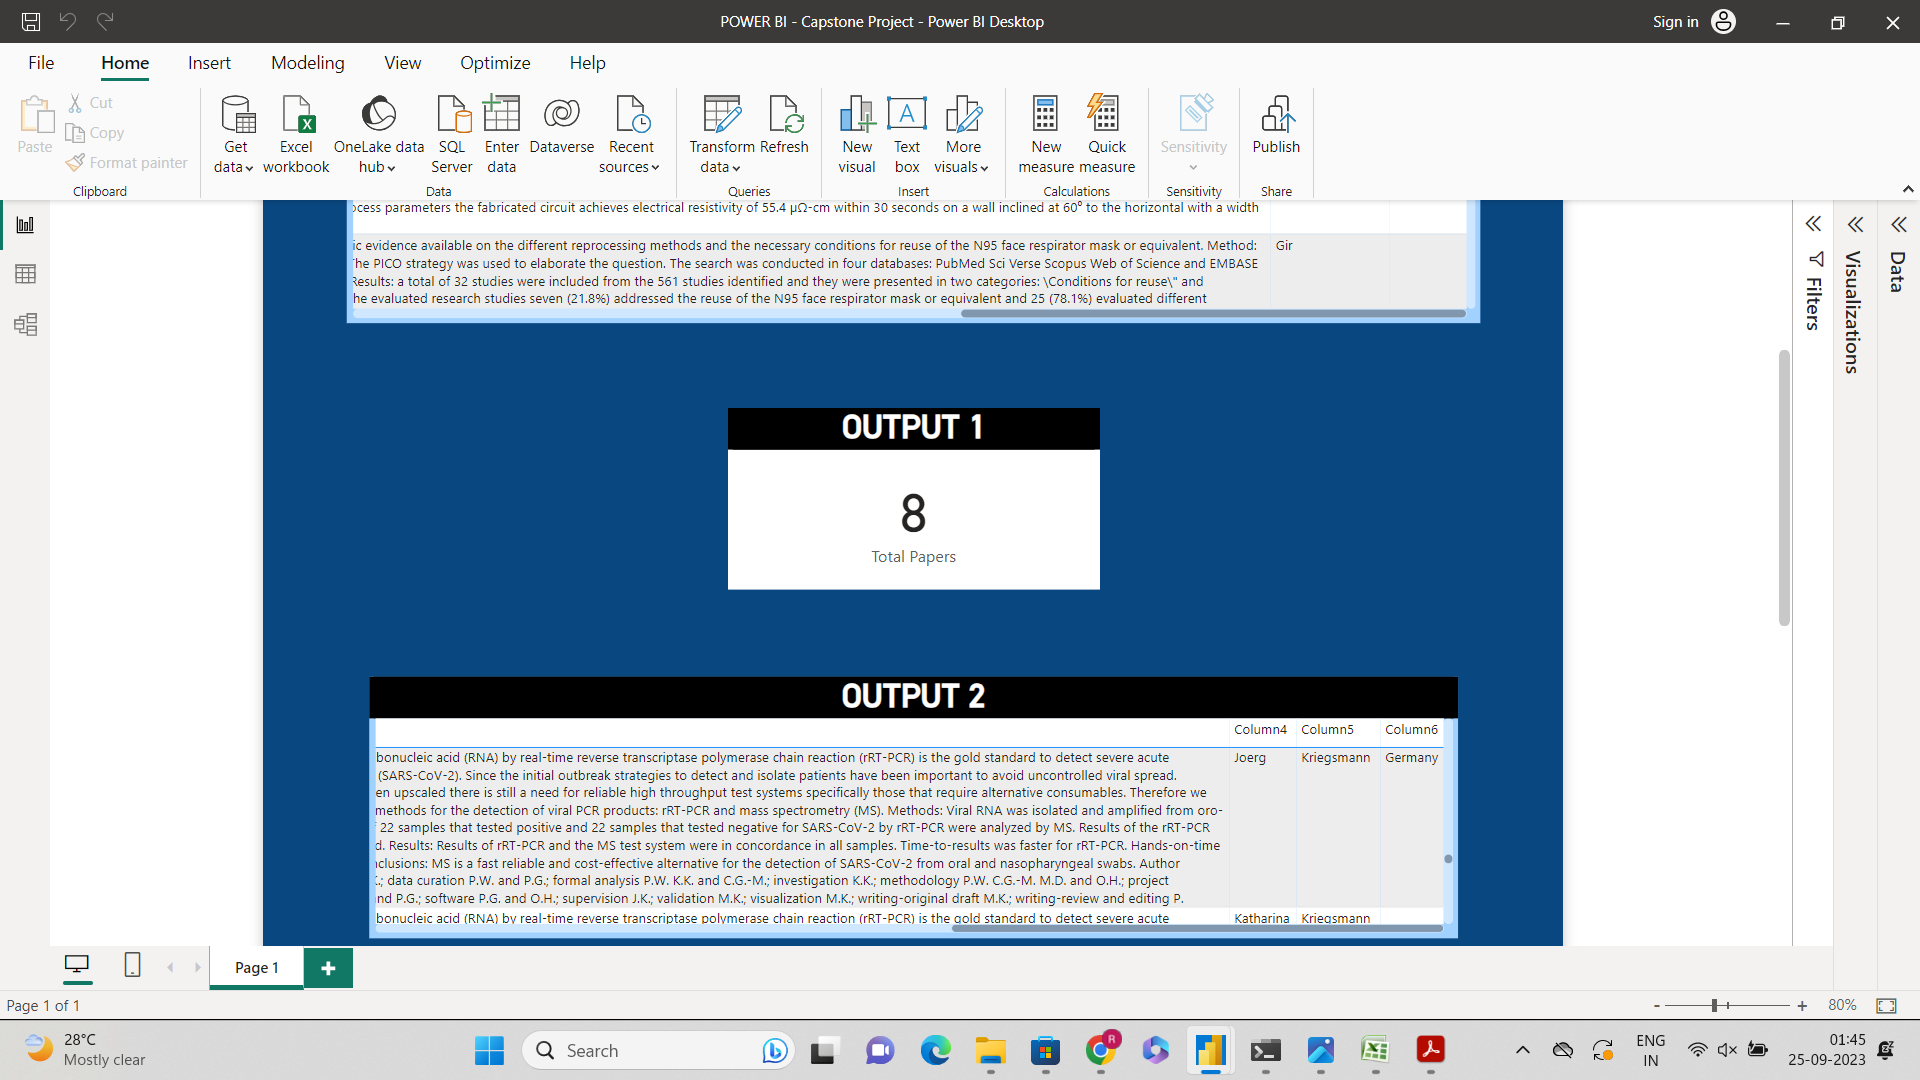 POWER BI - Capstone Project - Power BI Desktop
Sign in
File Home Insert Modeling View Optimize Help
Paste
Cut
Copy
Format painter
Clipboard
Get data
Excel workbook
OneLake data hub
SQL Server
Enter data
Dataverse
Recent sources
Data
Transform data
Refresh
Queries
New visual
Text box
More visuals
Insert
New measure
Quick measure
Calculations
Sensitivity
Sensitivity
Publish
Share
Filters
Visualizations
Data
ocess parameters the fabricated circuit achieves electrical resistivity of 55.4 µΩ-cm within 30 seconds on a wall inclined at 60° to the horizontal with a width
ic evidence available on the different reprocessing methods and the necessary conditions for reuse of the N95 face respirator mask or equivalent. Method: Gir
he PICO strategy was used to elaborate the question. The search was conducted in four databases: PubMed Sci Verse Scopus Web of Science and EMBASE
Results: a total of 32 studies were included from the 561 studies identified and they were presented in two categories: \Conditions for reuse\" and
he evaluated research studies seven (21.8%) addressed the reuse of the N95 face respirator mask or equivalent and 25 (78.1%) evaluated different
OUTPUT 1
8
Total Papers
OUTPUT 2
Column4 Column5 Column6
bonucleic acid (RNA) by real-time reverse transcriptase polymerase chain reaction (rRT-PCR) is the gold standard to detect severe acute Joerg Kriegsmann Germany
(SARS-CoV-2). Since the initial outbreak strategies to detect and isolate patients have been important to avoid uncontrolled viral spread.
en upscaled there is still a need for reliable high throughput test systems specifically those that require alternative consumables. Therefore we
methods for the detection of viral PCR products: rRT-PCR and mass spectrometry (MS). Methods: Viral RNA was isolated and amplified from oro-
22 samples that tested positive and 22 samples that tested negative for SARS-CoV-2 by rRT-PCR were analyzed by MS. Results of the rRT-PCR
d. Results: Results of rRT-PCR and the MS test system were in concordance in all samples. Time-to-results was faster for rRT-PCR. Hands-on-time
clusions: MS is a fast reliable and cost-effective alternative for the detection of SARS-CoV-2 from oral and nasopharyngeal swabs. Author
.; data curation P.W. and P.G.; formal analysis P.W. K.K. and C.G.-M.; investigation K.K.; methodology P.W. C.G.-M. M.D. and O.H.; project
nd P.G.; software P.G. and O.H.; supervision J.K.; validation M.K.; visualization M.K.; writing-original draft M.K.; writing-review and editing P.
bonucleic acid (RNA) by real-time reverse transcriptase polymerase chain reaction (rRT-PCR) is the gold standard to detect severe acute Katharina Kriegsmann
Page 1
Page 1 of 1
- + 80%
28°C
Mostly clear
Search
R
ENG
IN
01:45
25-09-2023